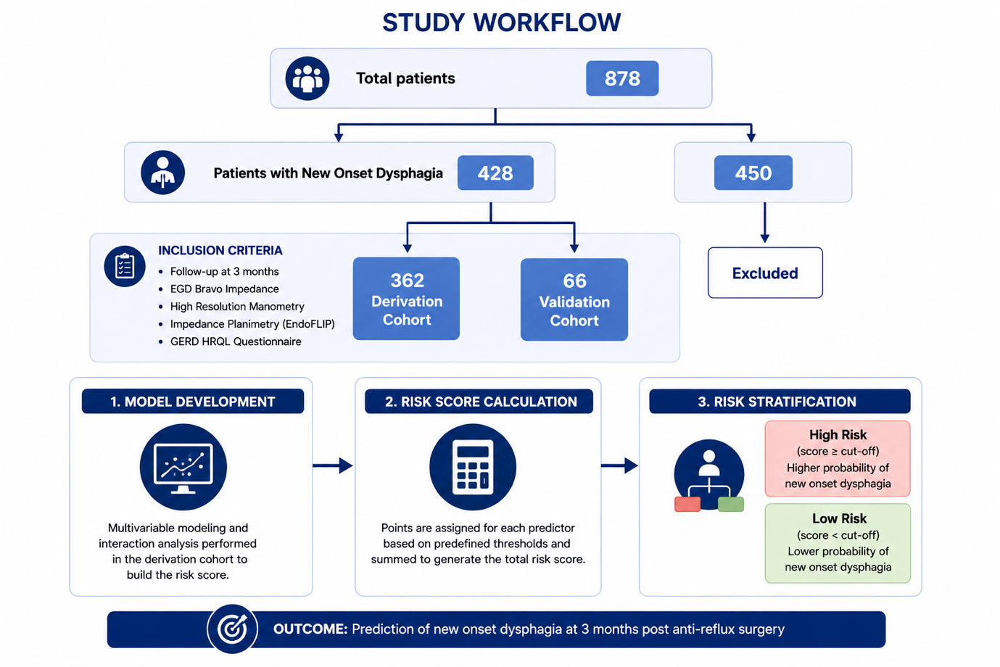 STUDY WORKFLOW
Total patients
878
Patients with New Onset Dysphagia
428
450
INCLUSION CRITERIA
• Follow-up at 3 months
• EGD Bravo Impedance
• High Resolution Manometry
• Impedance Planimetry (EndoFLIP)
• GERD HRQL Questionnaire
362
Derivation
Cohort
66
Validation
Cohort
Excluded
1. MODEL DEVELOPMENT
Multivariable modeling and
interaction analysis performed
in the derivation cohort to
build the risk score.
2. RISK SCORE CALCULATION
Points are assigned for each predictor
based on predefined thresholds and
summed to generate the total risk score.
3. RISK STRATIFICATION
High Risk
(score ≥ cut-off)
Higher probability of
new onset dysphagia
Low Risk
(score < cut-off)
Lower probability of
new onset dysphagia
OUTCOME: Prediction of new onset dysphagia at 3 months post anti-reflux surgery